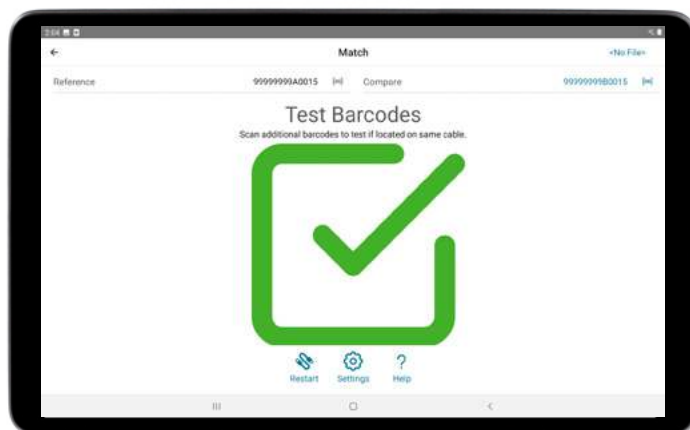 2:04
Match
<No File>
Reference 99999999A0015 Compare 99999999B0015
Test Barcodes
Scan additional barcodes to test if located on same cable.
Restart Settings Help